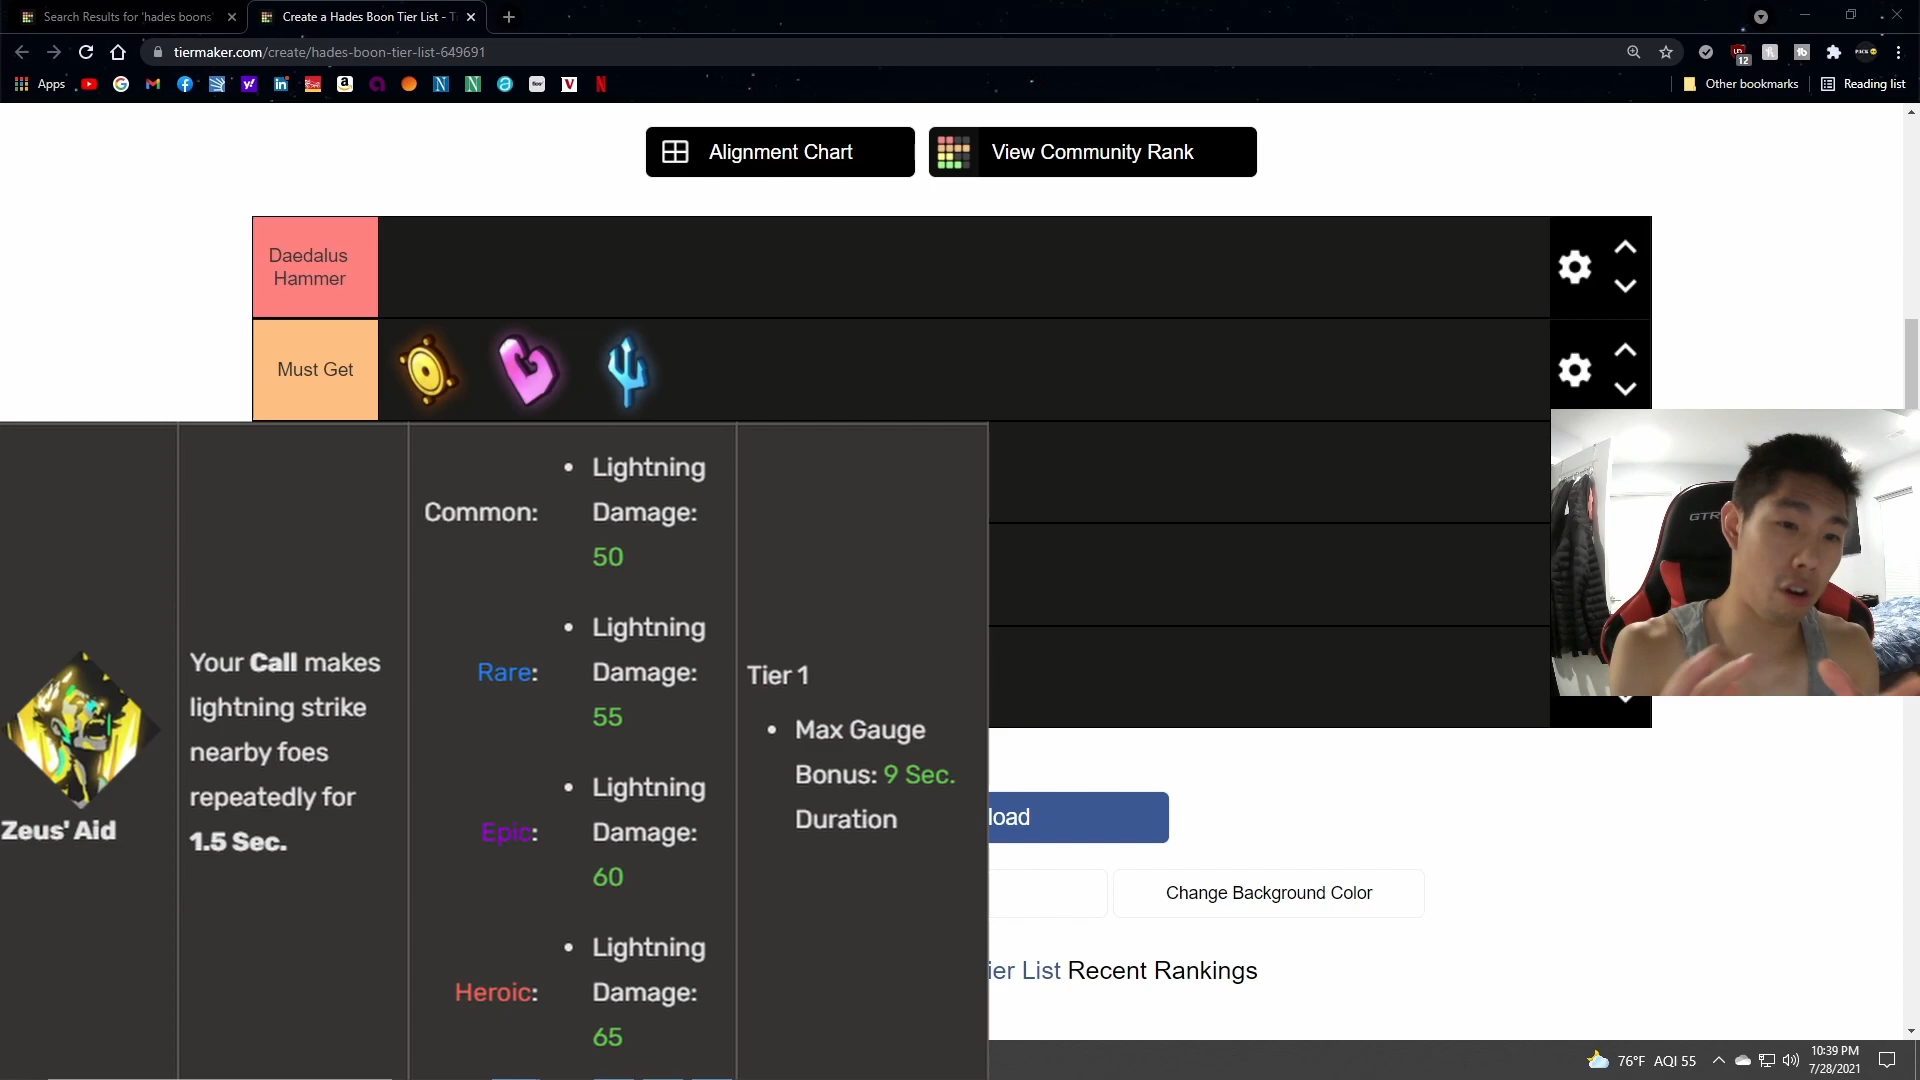 Search Results for 'hades boons'
Create a Hades Boon Tier List - T
tiermaker.com/create/hades-boon-tier-list-649691
12
Apps
Other bookmarks
Reading list
Alignment Chart
View Community Rank
Daedalus
Hammer
Must Get
Zeus' Aid
Your Call makes
lightning strike
nearby foes
repeatedly for
1.5 Sec.
Common:
• Lightning
Damage:
50
Rare:
• Lightning
Damage:
55
Epic:
• Lightning
Damage:
60
Heroic:
• Lightning
Damage:
65
Tier 1
• Max Gauge
Bonus: 9 Sec.
Duration
GTR
load
Change Background Color
ier List Recent Rankings
76°F AQI 55
10:39 PM
7/28/2021